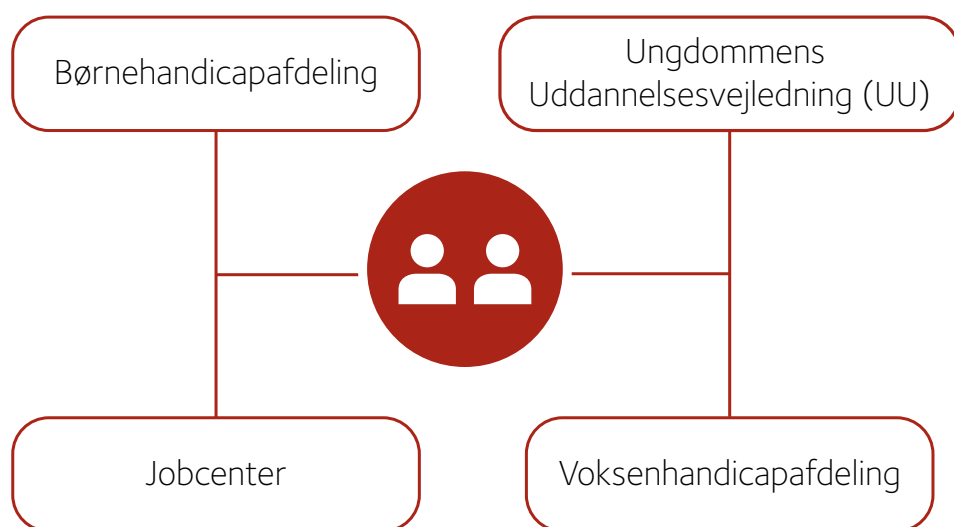 Børnehandicapafdeling
Ungdommens
Uddannelsesvejledning (UU)
Jobcenter
Voksenhandicapafdeling